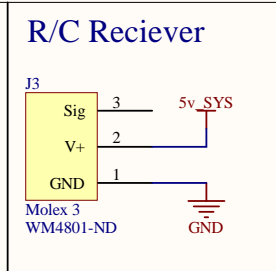 R/C Reciever
J3
Sig 3 5v_SYS
V+ 2
GND 1
Molex 3
WM4801-ND GND